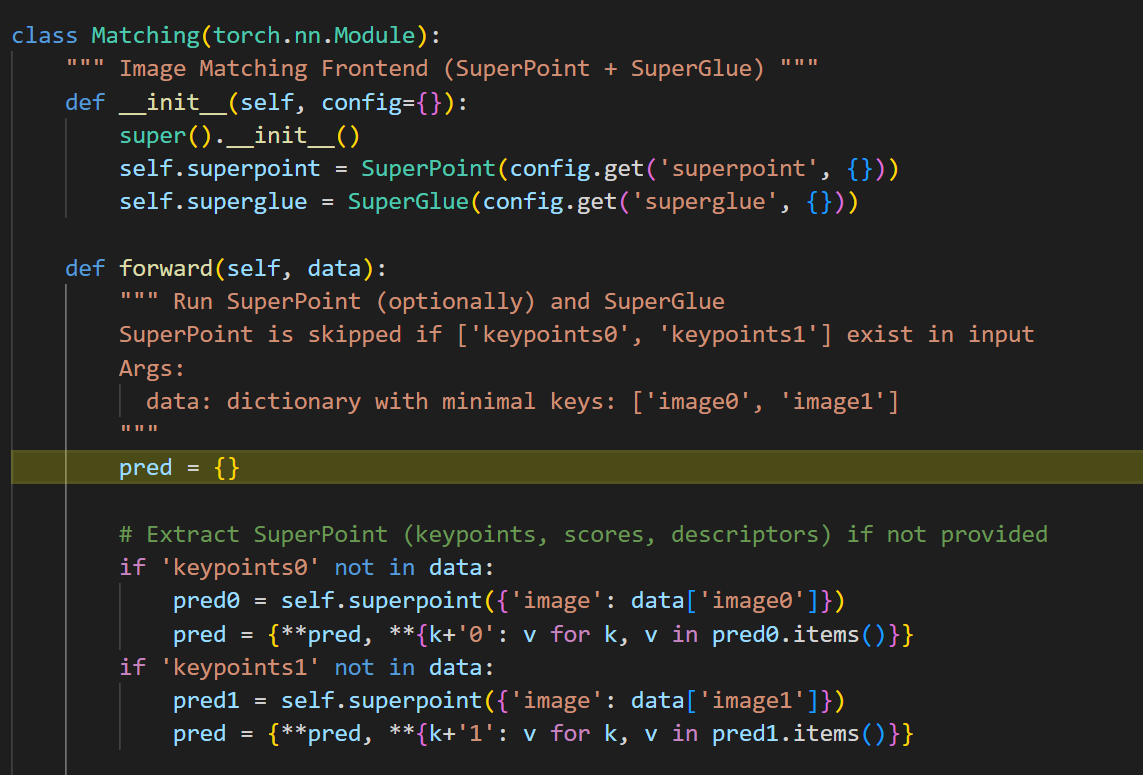 class Matching(torch.nn.Module):
    """ Image Matching Frontend (SuperPoint + SuperGlue) """
    def __init__(self, config={}):
        super().__init__()
        self.superpoint = SuperPoint(config.get('superpoint', {}))
        self.superglue = SuperGlue(config.get('superglue', {}))

    def forward(self, data):
        """ Run SuperPoint (optionally) and SuperGlue
        SuperPoint is skipped if ['keypoints0', 'keypoints1'] exist in input
        Args:
          data: dictionary with minimal keys: ['image0', 'image1']
        """
        pred = {}

        # Extract SuperPoint (keypoints, scores, descriptors) if not provided
        if 'keypoints0' not in data:
            pred0 = self.superpoint({'image': data['image0']})
            pred = {**pred, **{k+'0': v for k, v in pred0.items()}}
        if 'keypoints1' not in data:
            pred1 = self.superpoint({'image': data['image1']})
            pred = {**pred, **{k+'1': v for k, v in pred1.items()}}